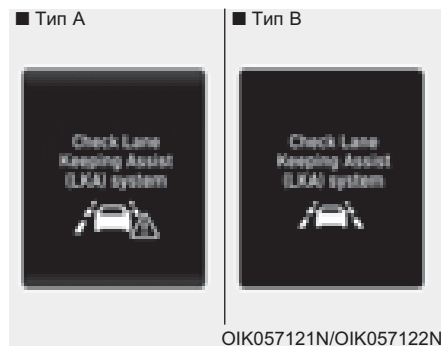 ■ Тип A
Check Lane
Keeping Assist
(LKA) system
■ Тип B
Check Lane
Keeping Assist
(LKA) system
OIK057121N/OIK057122N